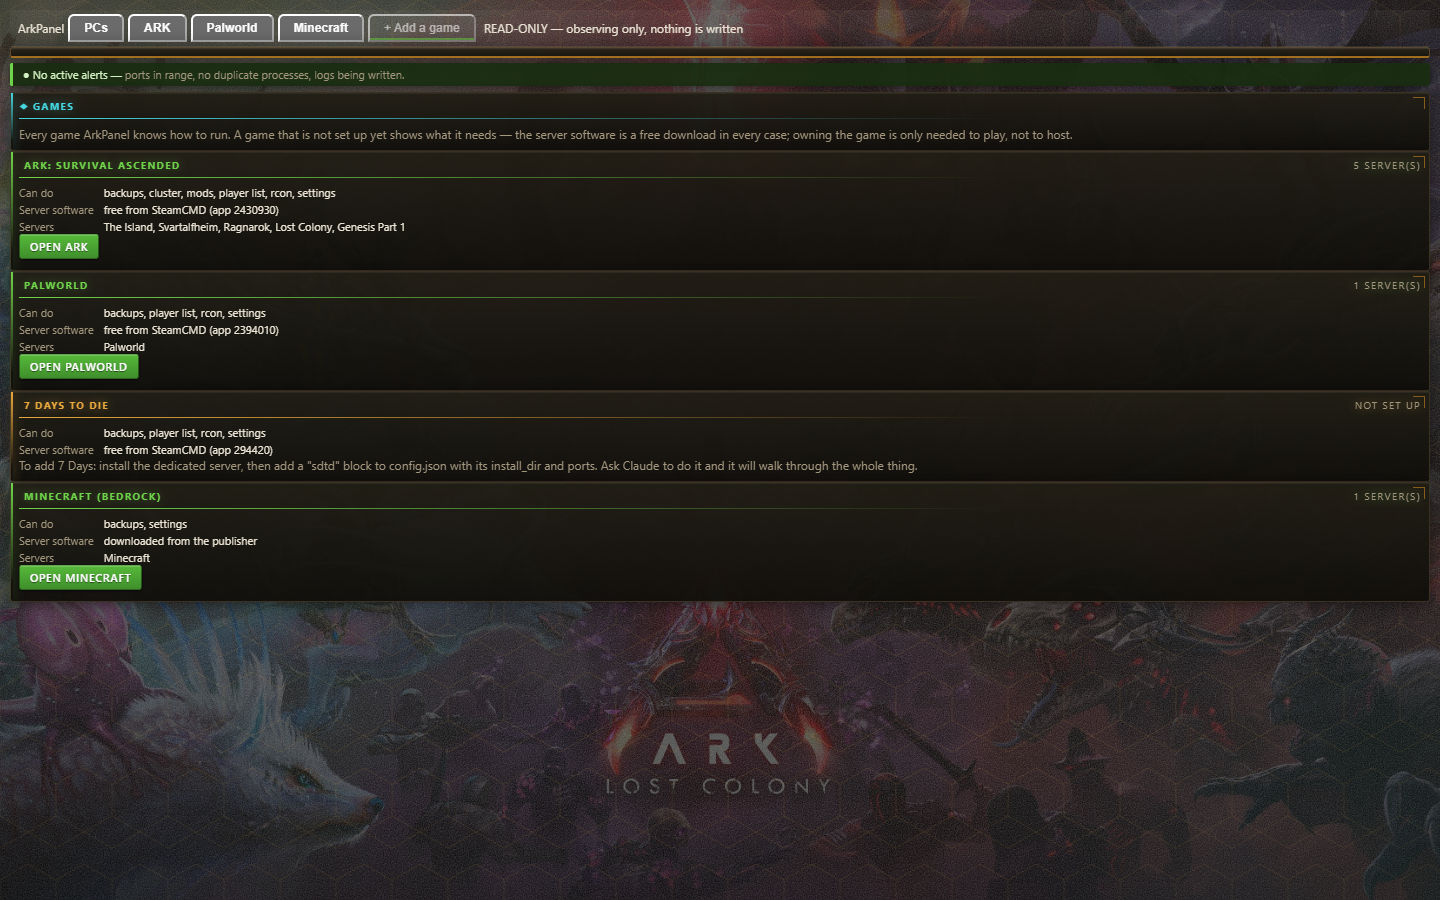 ArkPanel PCs ARK Palworld Minecraft + Add a game READ-ONLY — observing only, nothing is written
● No active alerts — ports in range, no duplicate processes, logs being written.
◆ GAMES
Every game ArkPanel knows how to run. A game that is not set up yet shows what it needs — the server software is a free download in every case; owning the game is only needed to play, not to host.
ARK: SURVIVAL ASCENDED 5 SERVER(S)
Can do backups, cluster, mods, player list, rcon, settings
Server software free from SteamCMD (app 2430930)
Servers The Island, Svartalfheim, Ragnarok, Lost Colony, Genesis Part 1
OPEN ARK
PALWORLD 1 SERVER(S)
Can do backups, player list, rcon, settings
Server software free from SteamCMD (app 2394010)
Servers Palworld
OPEN PALWORLD
7 DAYS TO DIE NOT SET UP
Can do backups, player list, rcon, settings
Server software free from SteamCMD (app 294420)
To add 7 Days: install the dedicated server, then add a "sdtd" block to config.json with its install_dir and ports. Ask Claude to do it and it will walk through the whole thing.
MINECRAFT (BEDROCK) 1 SERVER(S)
Can do backups, settings
Server software downloaded from the publisher
Servers Minecraft
OPEN MINECRAFT
ARK
LOST COLONY